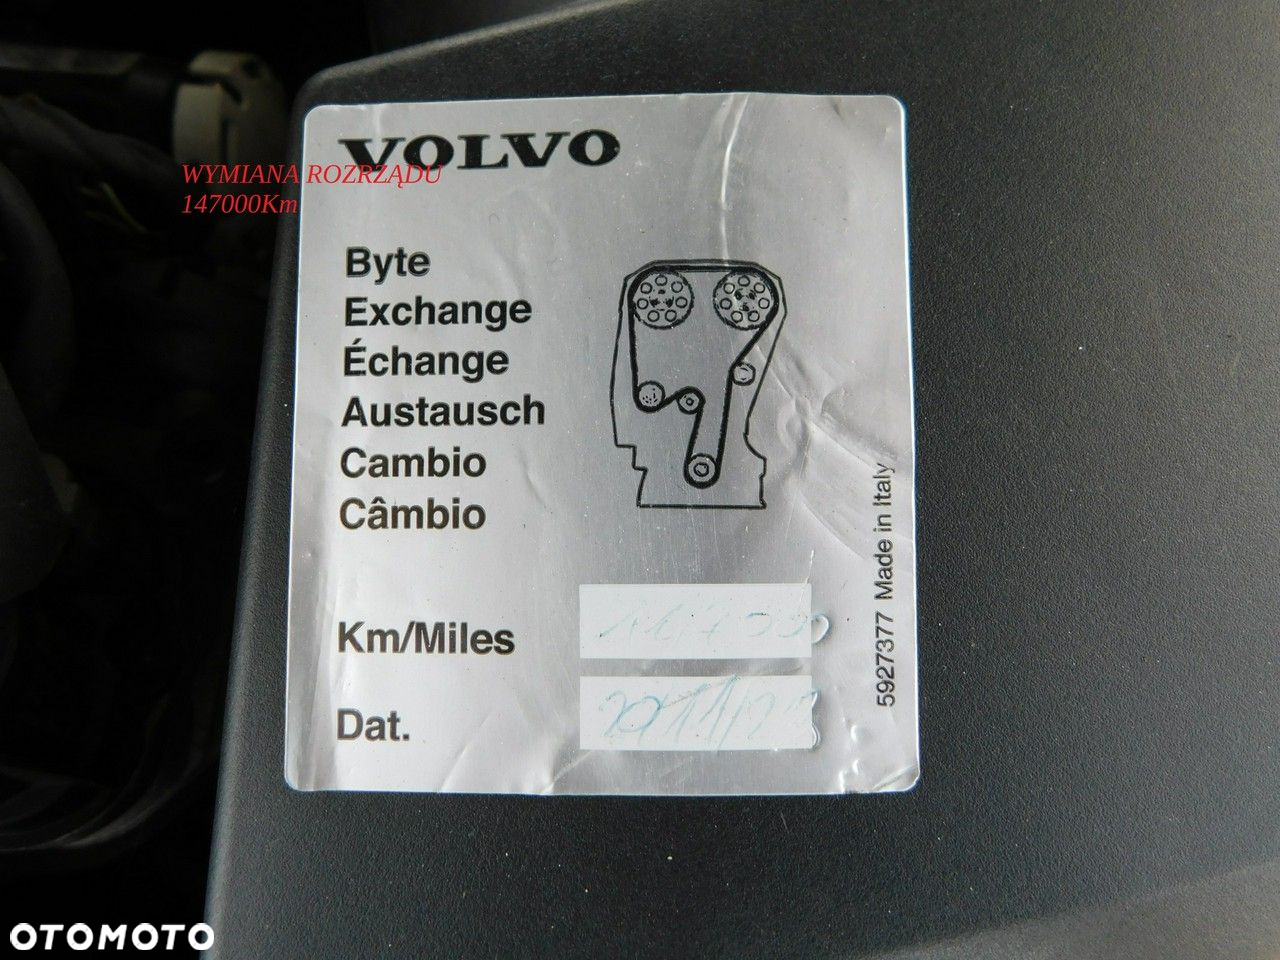 VOLVO
WYMIANA ROZRZĄDU
147000Km
Byte
Exchange
Échange
Austausch
Cambio
Câmbio
Km/Miles
Dat.
5927377 Made in Italy
OTOMOTO